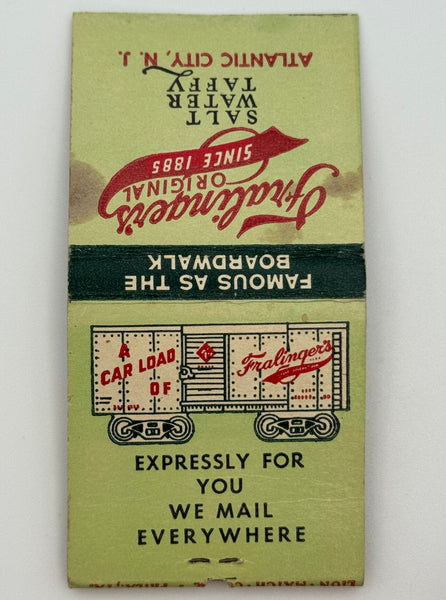 Fralinger's
ORIGINAL
SINCE 1885
SALT
WATER
TAFFY
ATLANTIC CITY, N. J.
FAMOUS AS THE
BOARDWALK
A
CAR LOAD
OF
Fralinger's
EXPRESSLY FOR
YOU
WE MAIL
EVERYWHERE